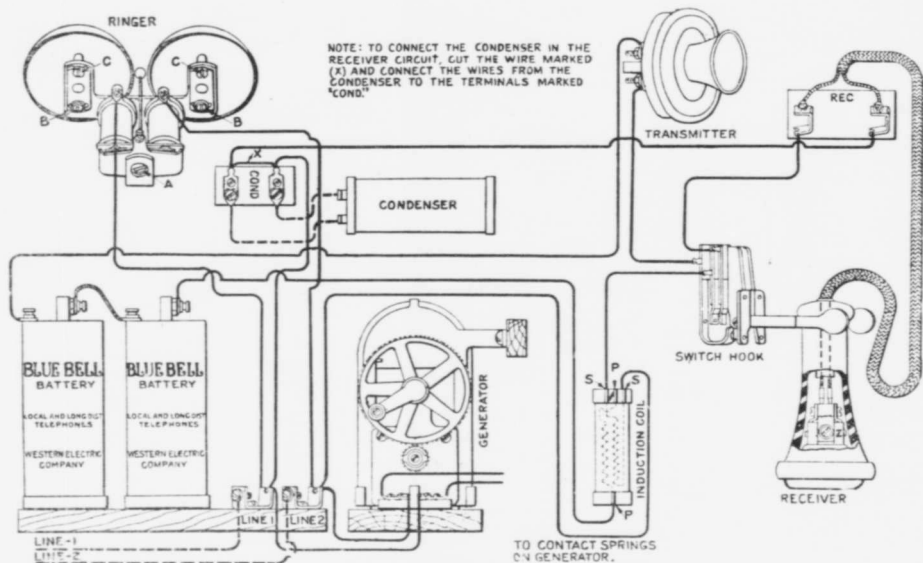 RINGER
NOTE: TO CONNECT THE CONDENSER IN THE
RECEIVER CIRCUIT, CUT THE WIRE MARKED
(X) AND CONNECT THE WIRES FROM THE
CONDENSER TO THE TERMINALS MARKED
"COND."
C
C
B
B
A
X
COND
CONDENSER
TRANSMITTER
REC
SWITCH HOOK
BLUE BELL
BATTERY
LOCAL AND LONG DIST
TELEPHONES
WESTERN ELECTRIC
COMPANY
BLUE BELL
BATTERY
LOCAL AND LONG DIST
TELEPHONES
WESTERN ELECTRIC
COMPANY
GENERATOR
S
P
S
INDUCTION COIL
P
RECEIVER
LINE 1
LINE 2
LINE-1
LINE-2
TO CONTACT SPRINGS
ON GENERATOR.